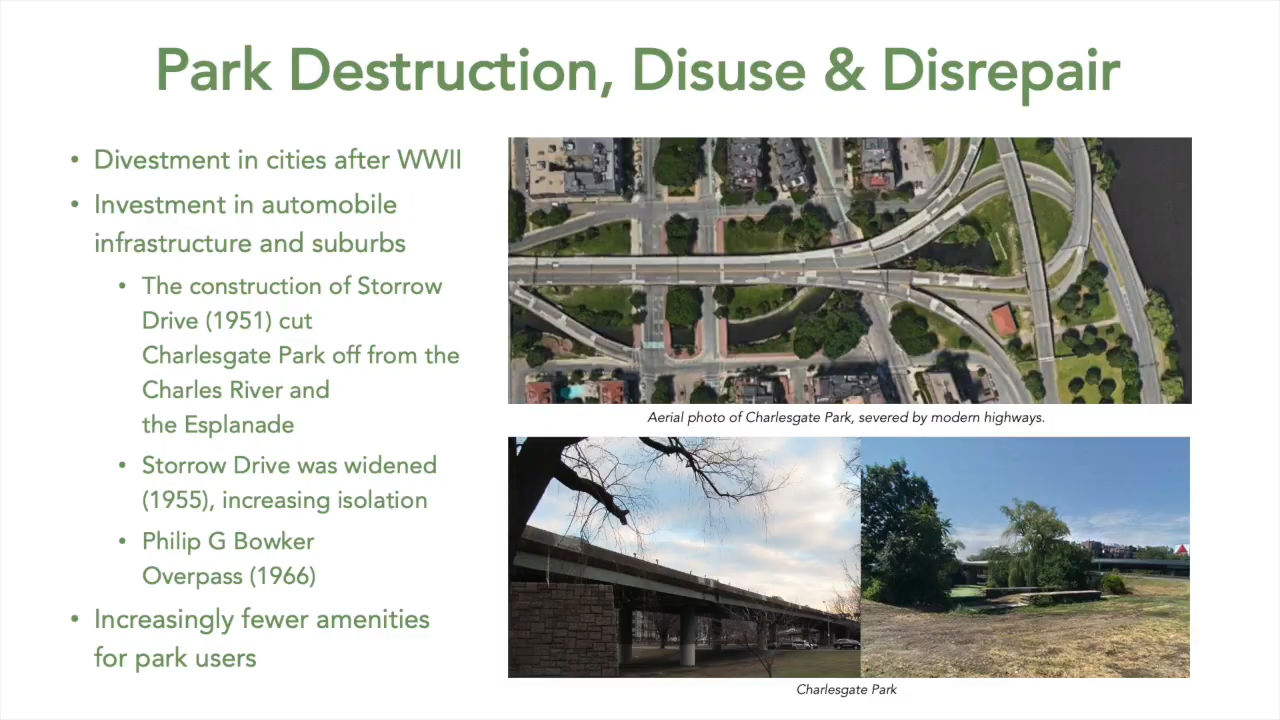 Park Destruction, Disuse & Disrepair
• Divestment in cities after WWII
• Investment in automobile
infrastructure and suburbs
• The construction of Storrow
Drive (1951) cut
Charlesgate Park off from the
Charles River and
the Esplanade
• Storrow Drive was widened
(1955), increasing isolation
• Philip G Bowker
Overpass (1966)
• Increasingly fewer amenities
for park users
Aerial photo of Charlesgate Park, severed by modern highways.
Charlesgate Park